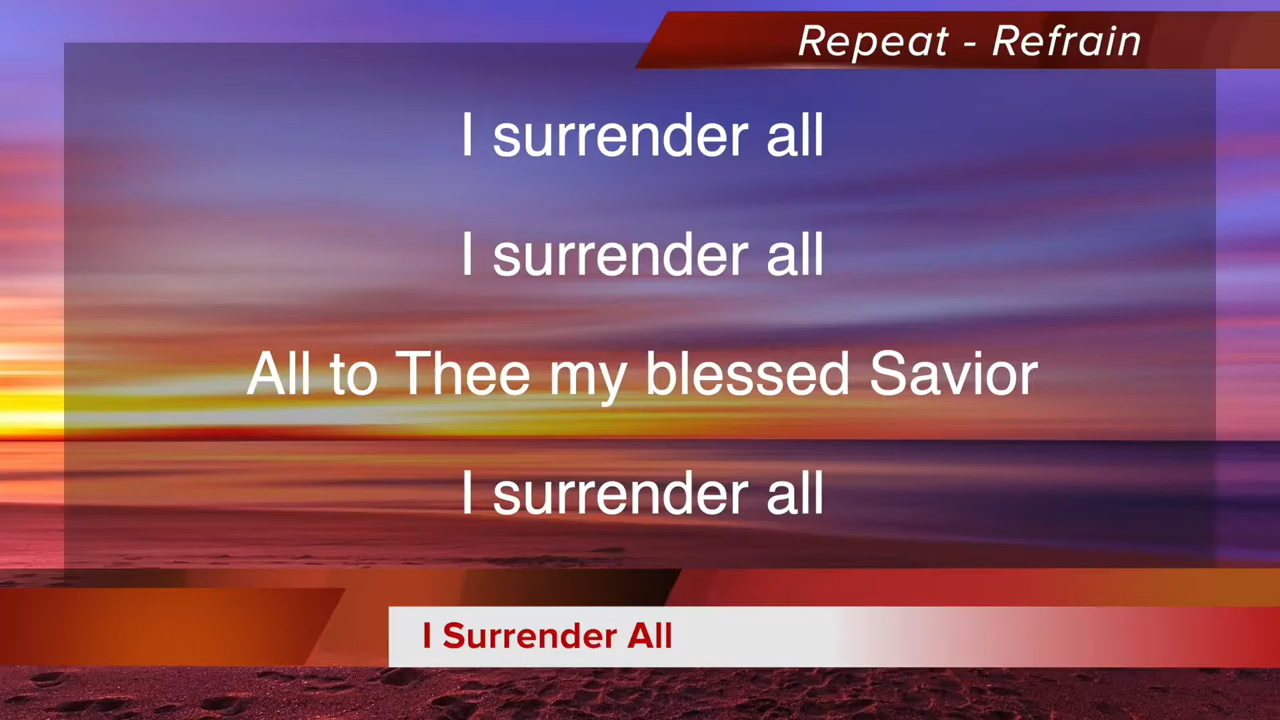 Repeat - Refrain
I surrender all
I surrender all
All to Thee my blessed Savior
I surrender all
I Surrender All